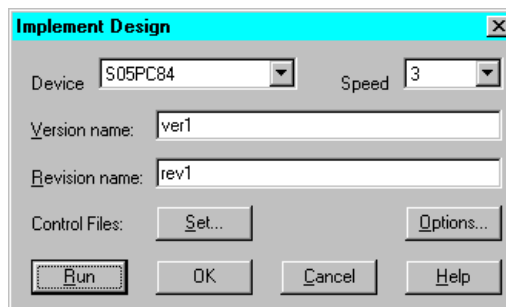 Implement Design
Device S05PC84 Speed 3
Version name: ver1
Revision name: rev1
Control Files: Set... Options...
Run OK Cancel Help